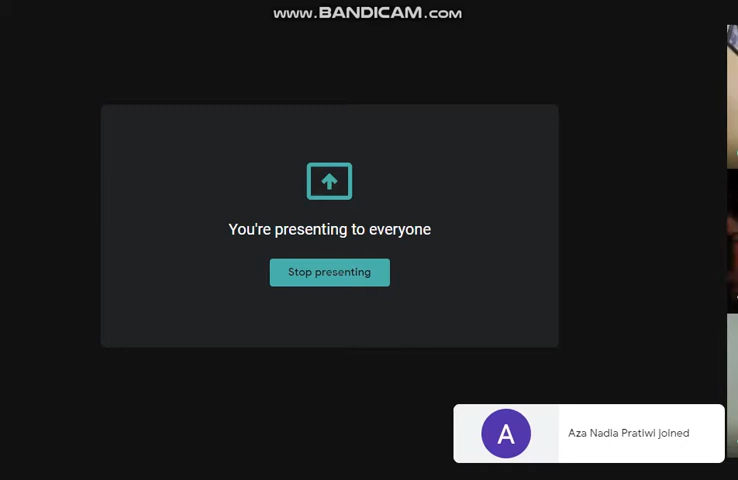 www.BANDICAM.com
You're presenting to everyone
Stop presenting
A
Aza Nadia Pratiwi joined